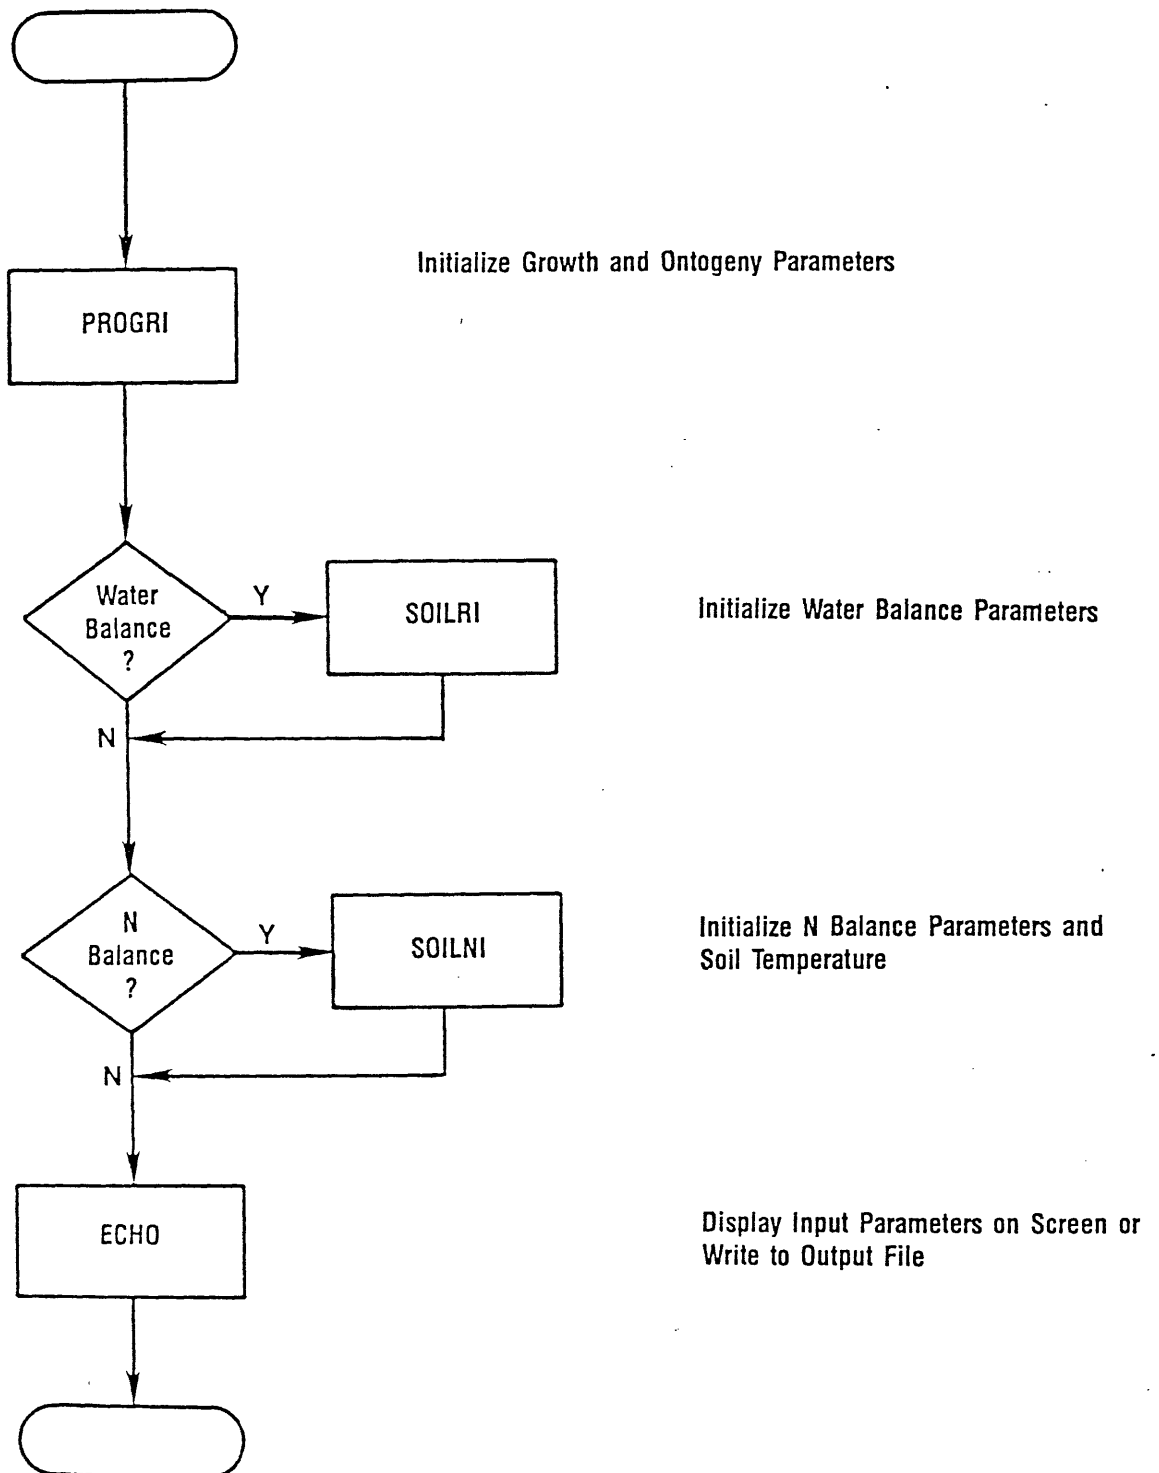 Initialize Growth and Ontogeny Parameters
PROGRI
Water
Balance
?
Y
SOILRI
Initialize Water Balance Parameters
N
N
Balance
?
Y
SOILNI
Initialize N Balance Parameters and
Soil Temperature
N
ECHO
Display Input Parameters on Screen or
Write to Output File